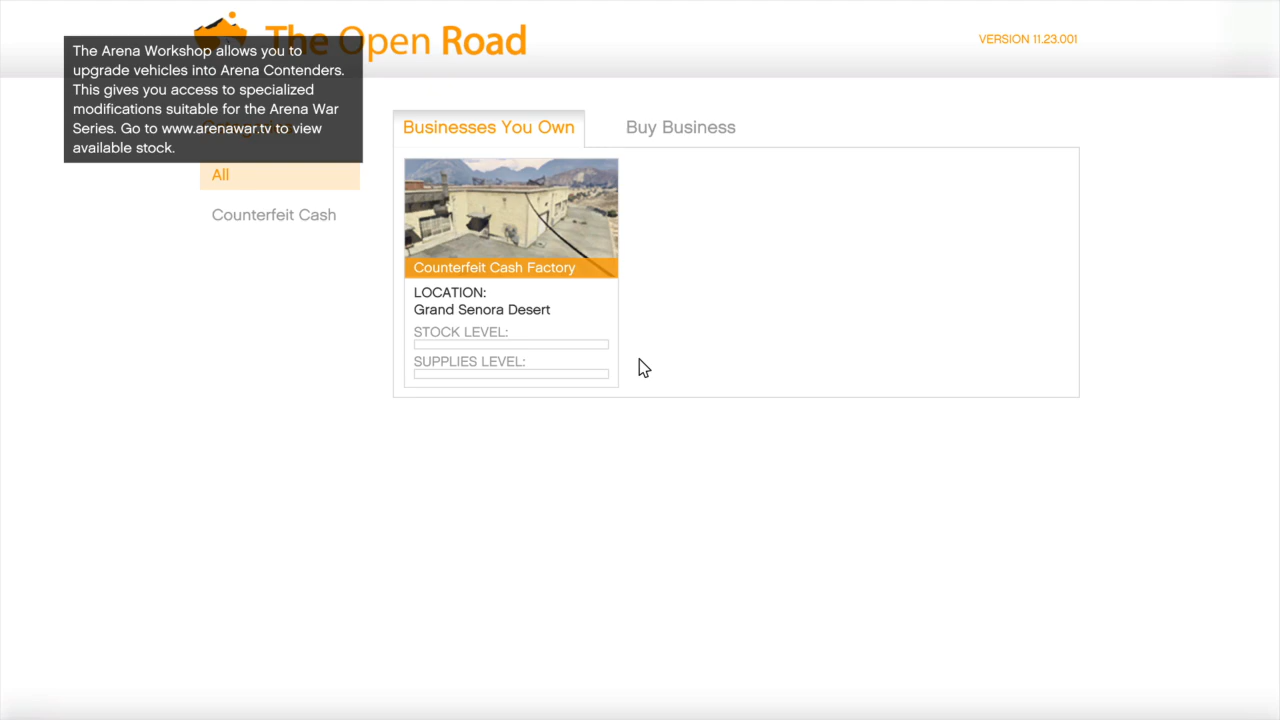 The Open Road
VERSION 11.23.001
The Arena Workshop allows you to
upgrade vehicles into Arena Contenders.
This gives you access to specialized
modifications suitable for the Arena War
Series. Go to www.arenawar.tv to view
available stock.
All
Counterfeit Cash
Businesses You Own
Buy Business
Counterfeit Cash Factory
LOCATION:
Grand Senora Desert
STOCK LEVEL:
SUPPLIES LEVEL: